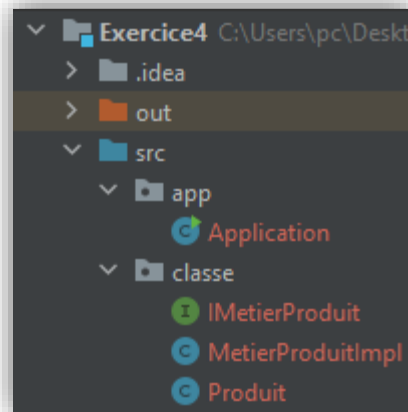 Exercice4 C:\Users\pc\Deskt
.idea
out
src
app
C Application
classe
I IMetierProduit
C MetierProduitImpl
C Produit